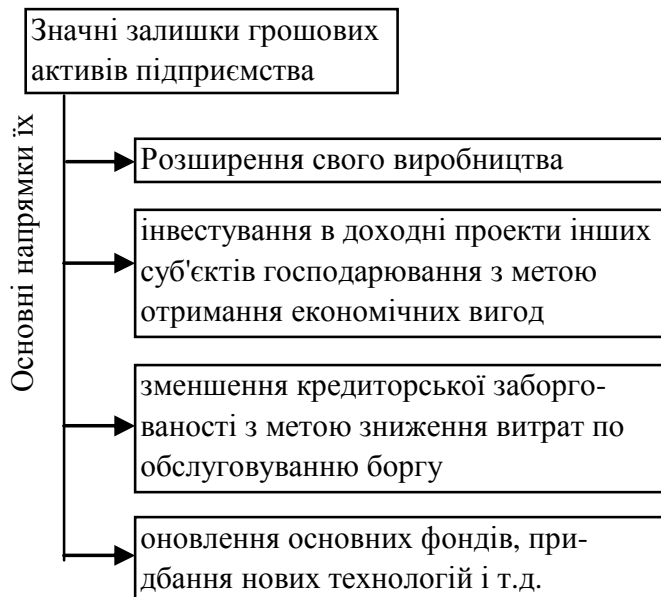 Значні залишки грошових
активів підприємства
Основні напрямки їх
Розширення свого виробництва
інвестування в доходні проекти інших
суб'єктів господарювання з метою
отримання економічних вигод
зменшення кредиторської заборго-
ваності з метою зниження витрат по
обслуговуванню боргу
оновлення основних фондів, при-
дбання нових технологій і т.д.